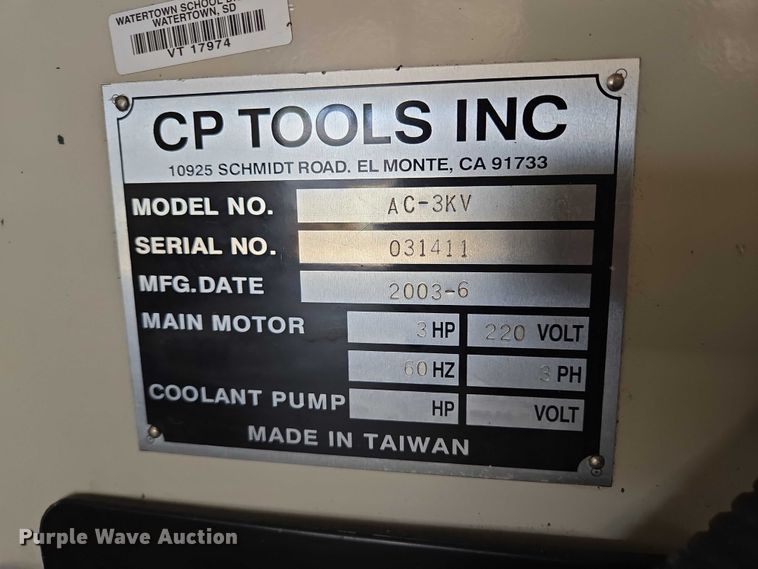 WATERTOWN SCHOOL
WATERTOWN, SD
VT 17974
CP TOOLS INC
10925 SCHMIDT ROAD. EL MONTE, CA 91733
MODEL NO. AC-3KV
SERIAL NO. 031411
MFG.DATE 2003-6
MAIN MOTOR 3 HP 220 VOLT
60 HZ 3 PH
COOLANT PUMP HP VOLT
MADE IN TAIWAN
Purple Wave Auction